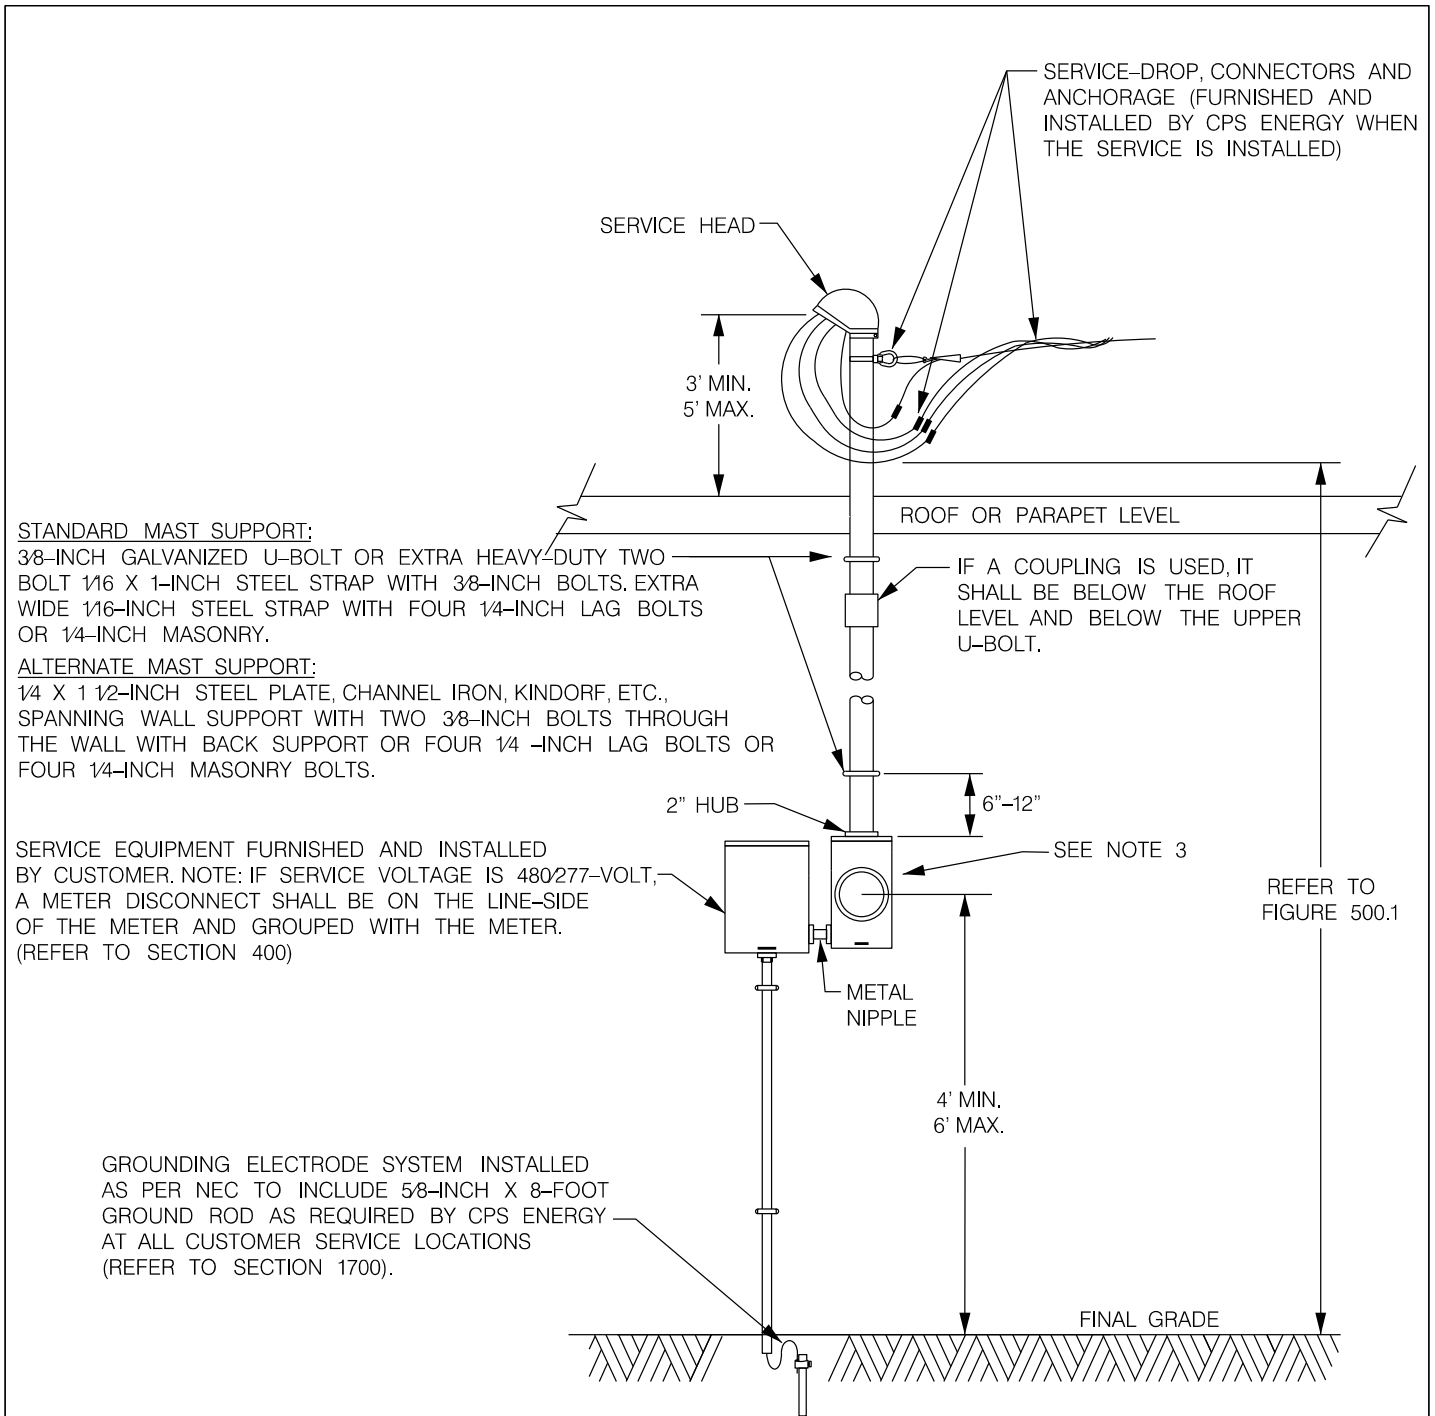 SERVICE-DROP, CONNECTORS AND
ANCHORAGE (FURNISHED AND
INSTALLED BY CPS ENERGY WHEN
THE SERVICE IS INSTALLED)
SERVICE HEAD
3' MIN.
5' MAX.
ROOF OR PARAPET LEVEL
STANDARD MAST SUPPORT:
3/8-INCH GALVANIZED U-BOLT OR EXTRA HEAVY-DUTY TWO
BOLT 1/16 X 1-INCH STEEL STRAP WITH 3/8-INCH BOLTS. EXTRA
WIDE 1/16-INCH STEEL STRAP WITH FOUR 1/4-INCH LAG BOLTS
OR 1/4-INCH MASONRY.
IF A COUPLING IS USED, IT
SHALL BE BELOW THE ROOF
LEVEL AND BELOW THE UPPER
U-BOLT.
ALTERNATE MAST SUPPORT:
1/4 X 1 1/2-INCH STEEL PLATE, CHANNEL IRON, KINDORF, ETC.,
SPANNING WALL SUPPORT WITH TWO 3/8-INCH BOLTS THROUGH
THE WALL WITH BACK SUPPORT OR FOUR 1/4 -INCH LAG BOLTS OR
FOUR 1/4-INCH MASONRY BOLTS.
2" HUB
6"-12"
SERVICE EQUIPMENT FURNISHED AND INSTALLED
BY CUSTOMER. NOTE: IF SERVICE VOLTAGE IS 480/277-VOLT,
A METER DISCONNECT SHALL BE ON THE LINE-SIDE
OF THE METER AND GROUPED WITH THE METER.
(REFER TO SECTION 400)
SEE NOTE 3
REFER TO
FIGURE 500.1
METAL
NIPPLE
4' MIN.
6' MAX.
GROUNDING ELECTRODE SYSTEM INSTALLED
AS PER NEC TO INCLUDE 5/8-INCH X 8-FOOT
GROUND ROD AS REQUIRED BY CPS ENERGY
AT ALL CUSTOMER SERVICE LOCATIONS
(REFER TO SECTION 1700).
FINAL GRADE